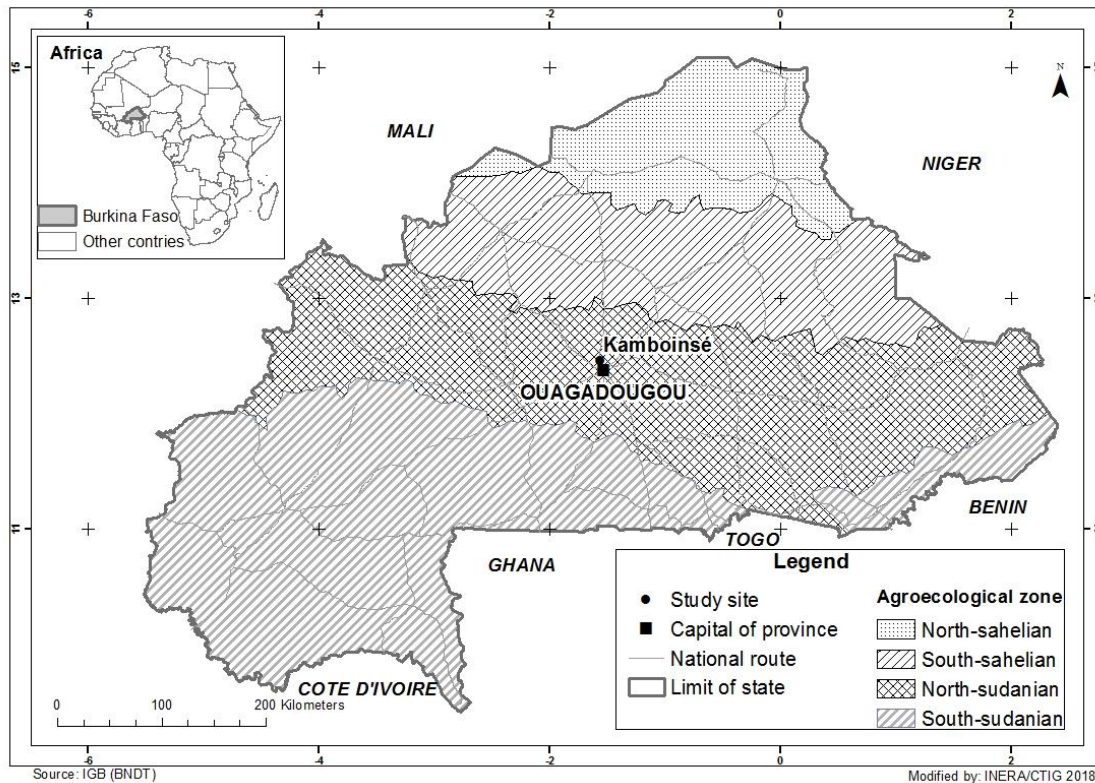 -6
-4
-2
0
2
Africa
Burkina Faso
Other contries
N
15
MALI
NIGER
13
Kamboinsé
OUAGADOUGOU
11
BENIN
TOGO
GHANA
COTE D'IVOIRE
Legend
Study site
Capital of province
National route
Limit of state
Agroecological zone
North-sahelian
South-sahelian
North-sudanian
South-sudanian
0 100 200 Kilometers
-6
-4
-2
0
2
Source: IGB (BNDT)
Modified by: INERA/CTIG 2018